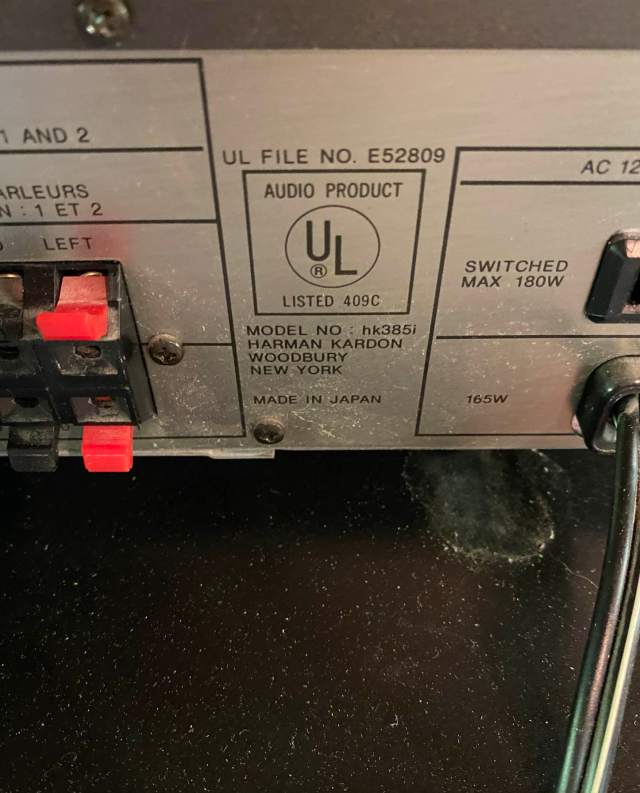 1 AND 2
ARLEURS
N : 1 ET 2
LEFT
UL FILE NO. E52809
AUDIO PRODUCT
UL
®
LISTED 409C
MODEL NO : hk385i
HARMAN KARDON
WOODBURY
NEW YORK
MADE IN JAPAN
AC 12
SWITCHED
MAX 180W
165W